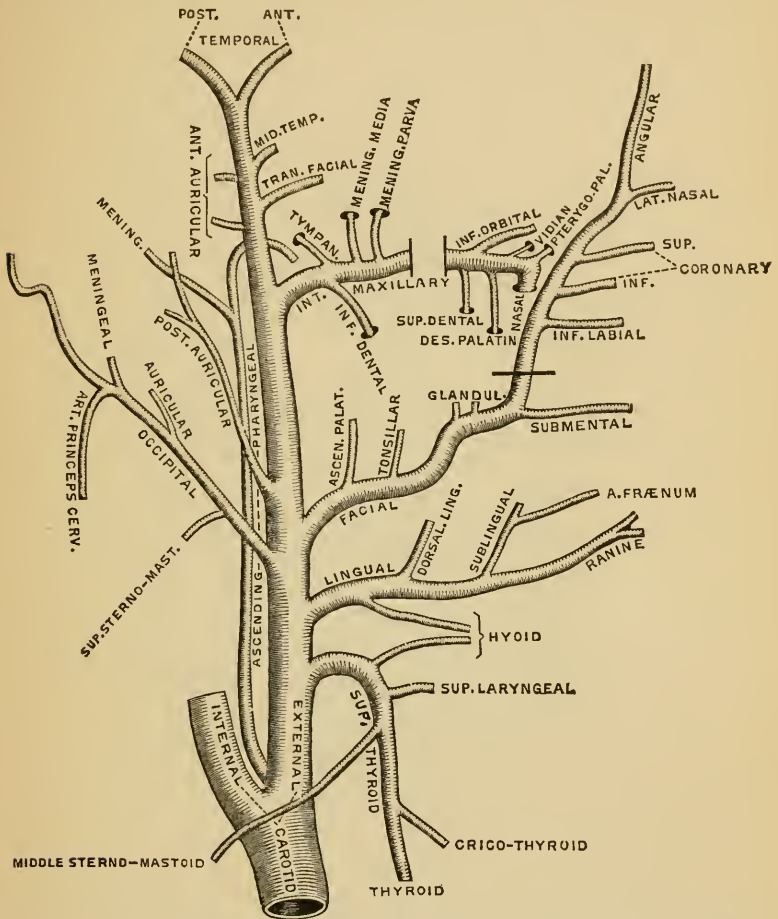 POST. ANT.
TEMPORAL
MID.TEMP.
ANT. AURICULAR
TRAN. FACIAL
MENING. MEDIA
MENING. PARVA
TYMPAN.
INT. MAXILLARY
INF. DENTAL
INF. ORBITAL
VIDIAN
PTERYGO. PAL.
SUP. DENTAL
DES. PALATIN
NASAL
ANGULAR
LAT. NASAL
SUP.
CORONARY
INF.
INF. LABIAL
MENING.
MENINGEAL
POST. AURICULAR
AURICULAR
OCCIPITAL
ART. PRINCEPS CERV.
SUP. STERNO-MAST.
ASCENDING PHARYNGEAL
ASCEN. PALAT.
TONSILLAR
GLANDUL.
SUBMENTAL
FACIAL
LINGUAL
DORSAL. LING.
SUBLINGUAL
A. FRÆNUM
RANINE
HYOID
SUP. LARYNGEAL
SUP. THYROID
INTERNAL
EXTERNAL
CAROTID
MIDDLE STERNO-MASTOID
CRICO-THYROID
THYROID